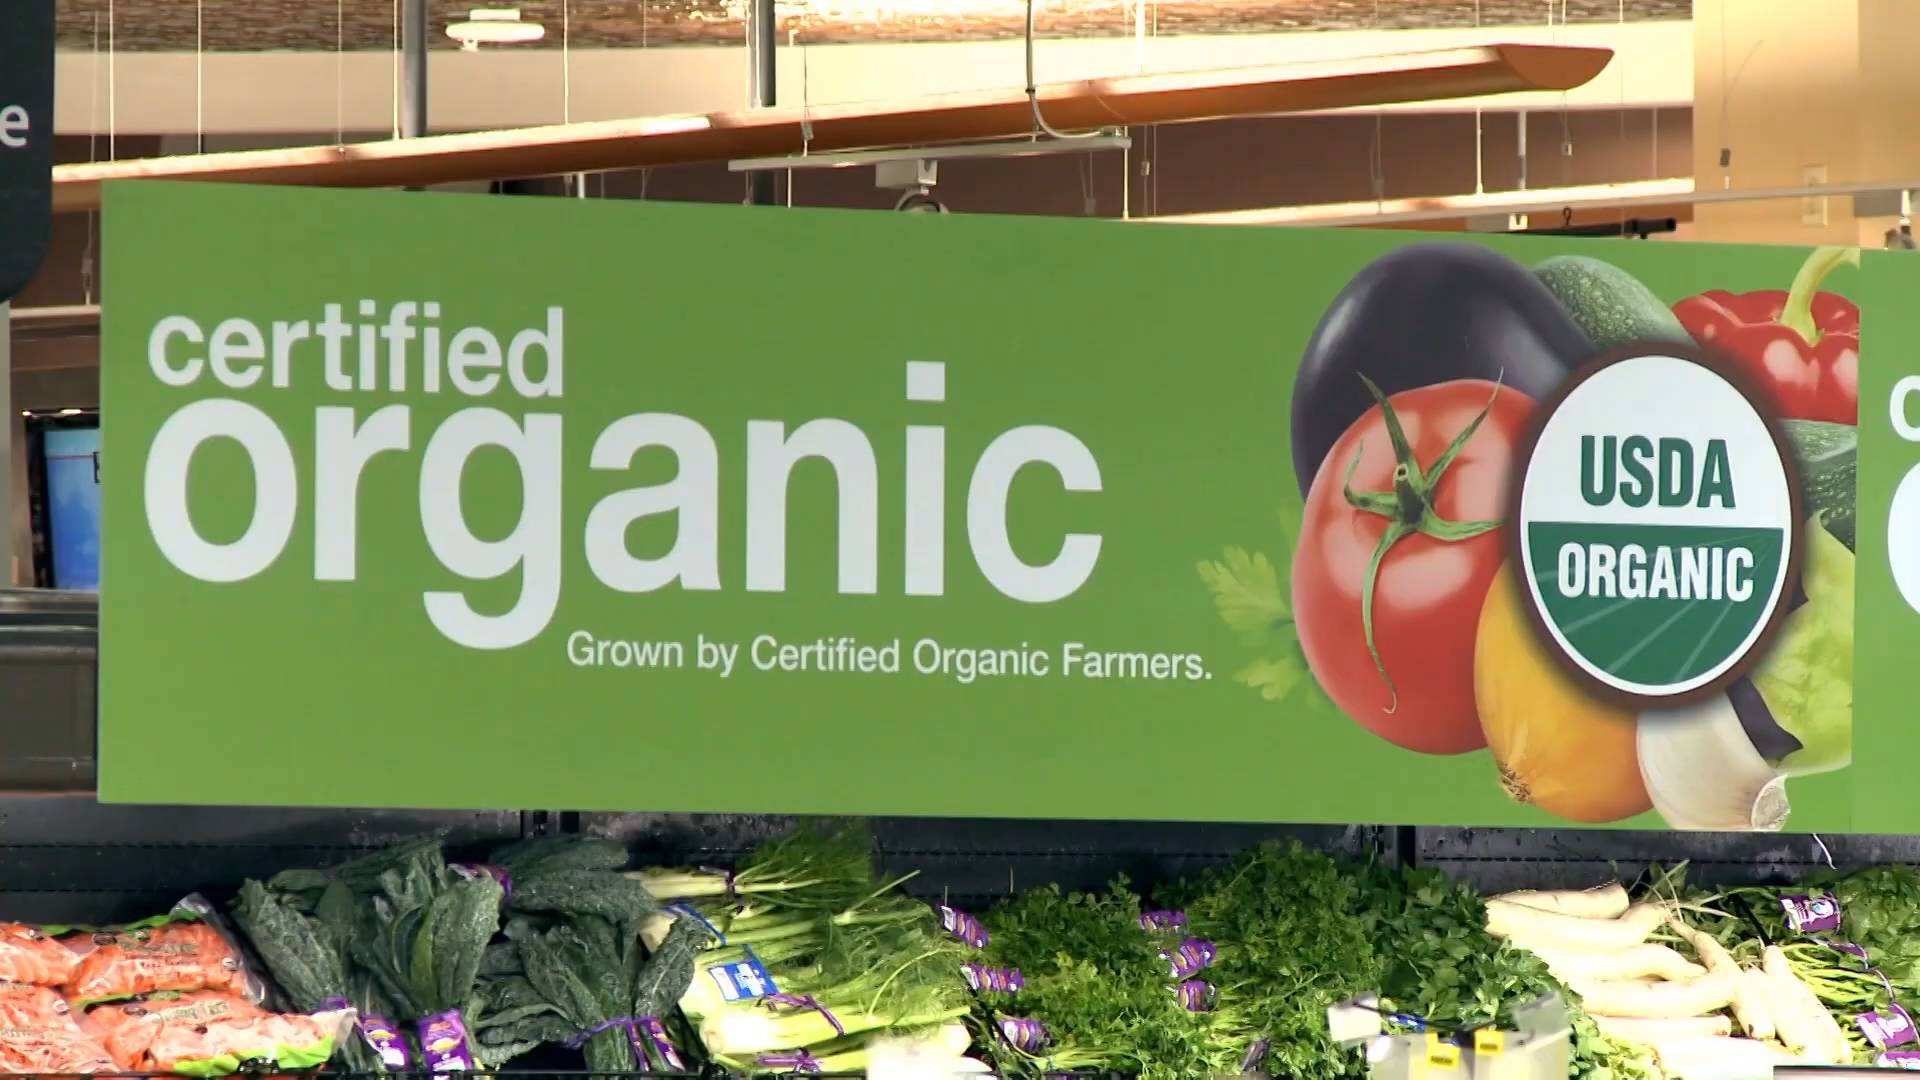 e
certified
organic
Grown by Certified Organic Farmers.
USDA
ORGANIC